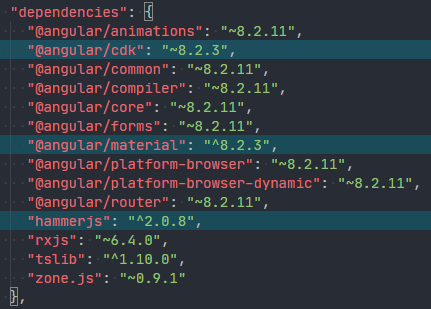 "dependencies": {
"@angular/animations": "~8.2.11",
"@angular/cdk": "~8.2.3",
"@angular/common": "~8.2.11",
"@angular/compiler": "~8.2.11",
"@angular/core": "~8.2.11",
"@angular/forms": "~8.2.11",
"@angular/material": "^8.2.3",
"@angular/platform-browser": "~8.2.11",
"@angular/platform-browser-dynamic": "~8.2.11",
"@angular/router": "~8.2.11",
"hammerjs": "^2.0.8",
"rxjs": "~6.4.0",
"tslib": "^1.10.0",
"zone.js": "~0.9.1"
},